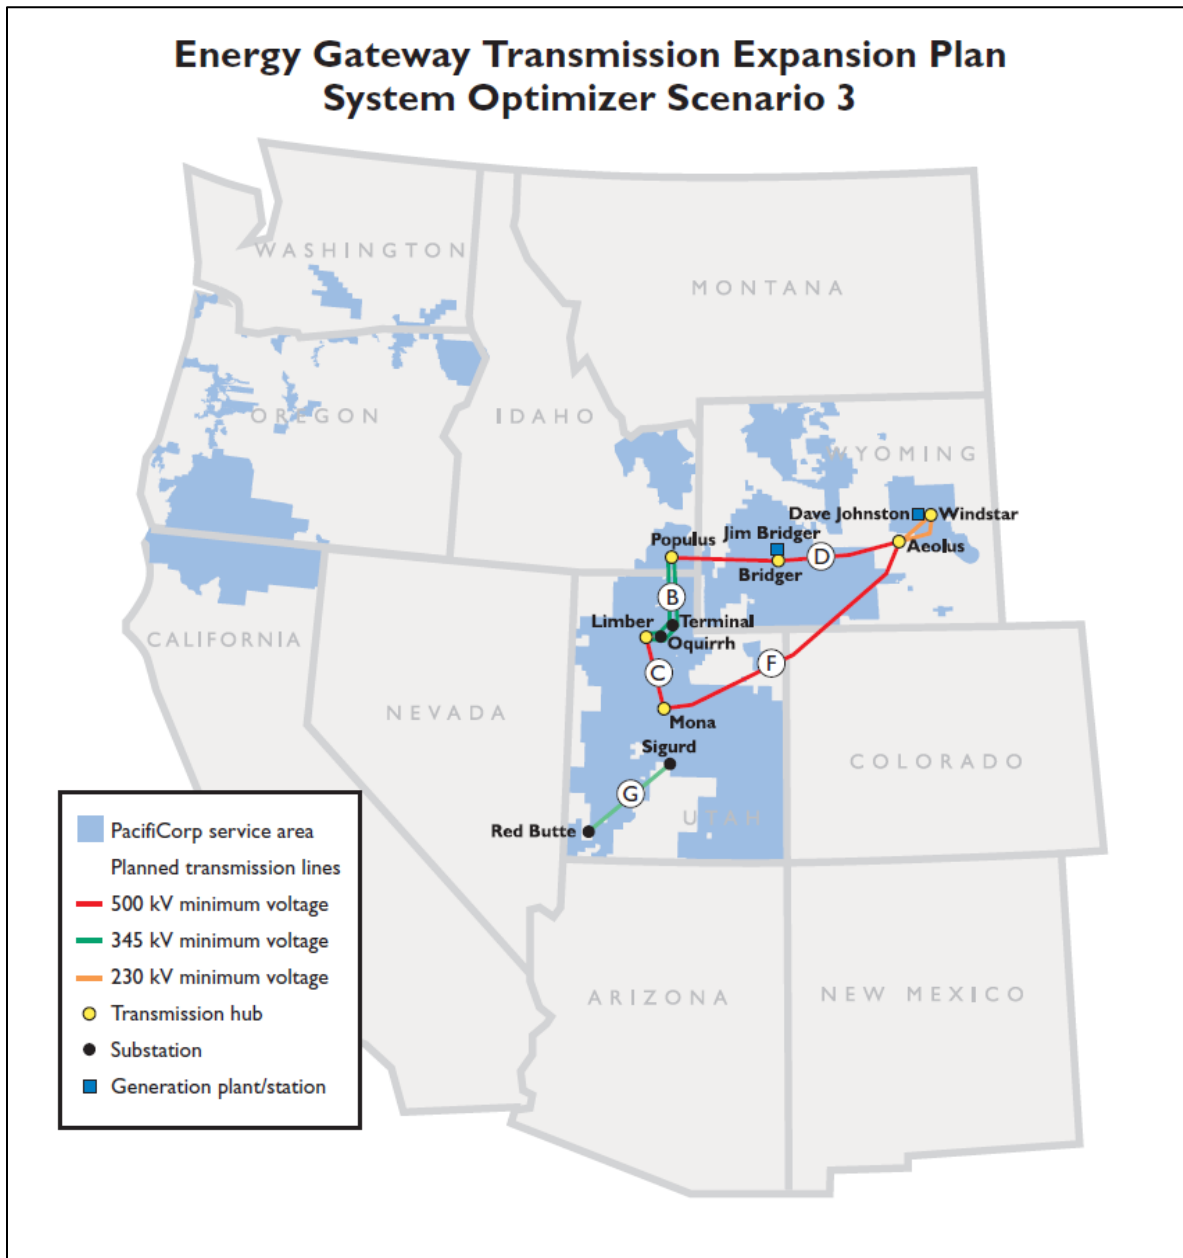 Energy Gateway Transmission Expansion Plan
System Optimizer Scenario 3
WASHINGTON
MONTANA
OREGON
IDAHO
WYOMING
Dave Johnston
Windstar
Jim Bridger
Populus
D
Aeolus
Bridger
B
Limber
Terminal
CALIFORNIA
Oquirrh
F
C
NEVADA
Mona
Sigurd
COLORADO
G
UTAH
Red Butte
PacifiCorp service area
Planned transmission lines
500 kV minimum voltage
345 kV minimum voltage
230 kV minimum voltage
Transmission hub
Substation
Generation plant/station
ARIZONA
NEW MEXICO